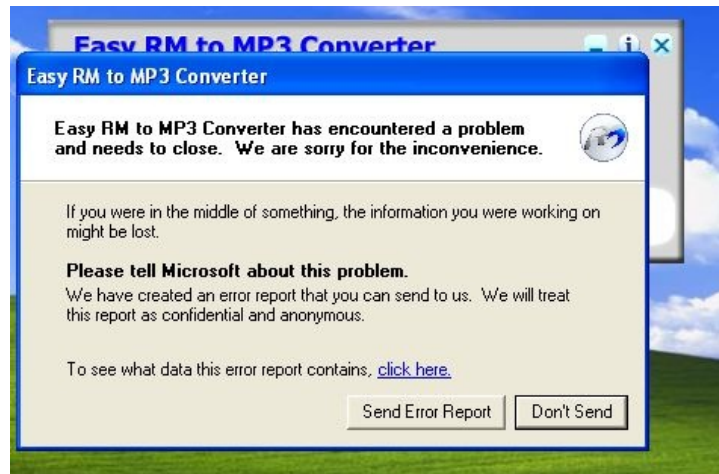 Easy RM to MP3 Converter
Easy RM to MP3 Converter
Easy RM to MP3 Converter has encountered a problem
and needs to close. We are sorry for the inconvenience.
If you were in the middle of something, the information you were working on
might be lost.
Please tell Microsoft about this problem.
We have created an error report that you can send to us. We will treat
this report as confidential and anonymous.
To see what data this error report contains, click here.
Send Error Report Don't Send